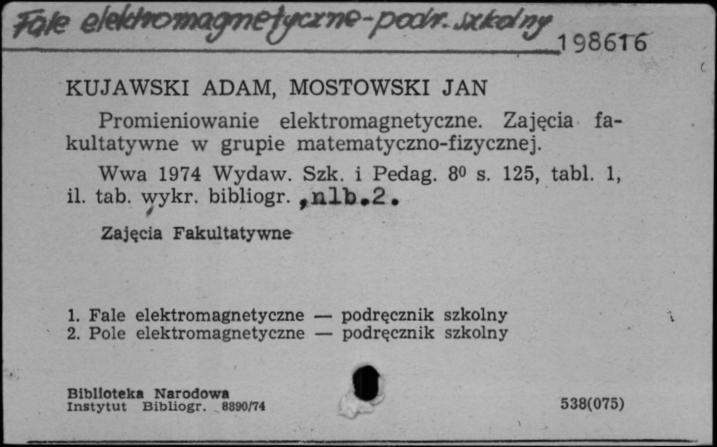 Fale elektromagnetyczne-podr. szkolny
198616
KUJAWSKI ADAM, MOSTOWSKI JAN
Promieniowanie elektromagnetyczne. Zajęcia fa-
kultatywne w grupie matematyczno-fizycznej.
Wwa 1974 Wydaw. Szk. i Pedag. 8⁰ s. 125, tabl. 1,
il. tab. wykr. bibliogr. ,nlb.2.
Zajęcia Fakultatywne
1. Fale elektromagnetyczne — podręcznik szkolny
2. Pole elektromagnetyczne — podręcznik szkolny
Biblioteka Narodowa
Instytut Bibliogr. 8890/74
538(075)